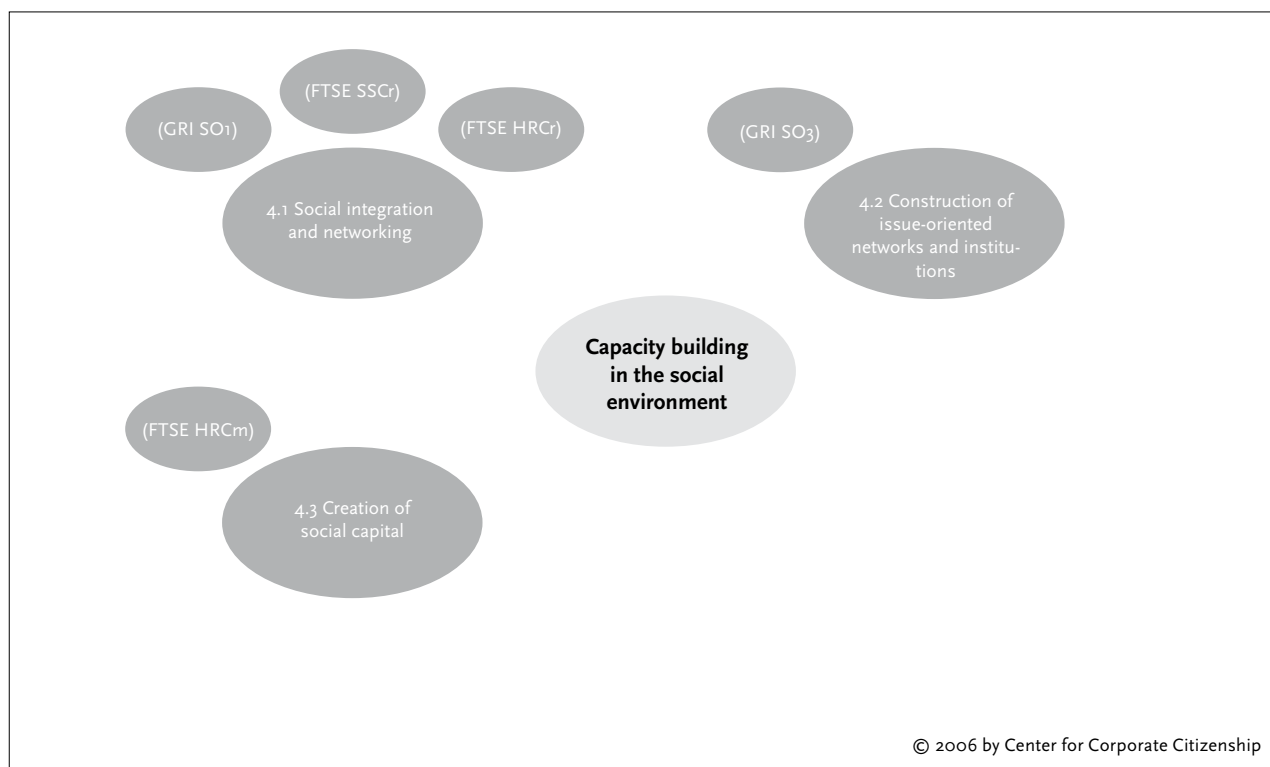 (FTSE SSCr)
(GRI SO1)
(FTSE HRCr)
4.1 Social integration
and networking
(GRI SO3)
4.2 Construction of
issue-oriented
networks and institu-
tions
Capacity building
in the social
environment
(FTSE HRCm)
4.3 Creation of
social capital
© 2006 by Center for Corporate Citizenship